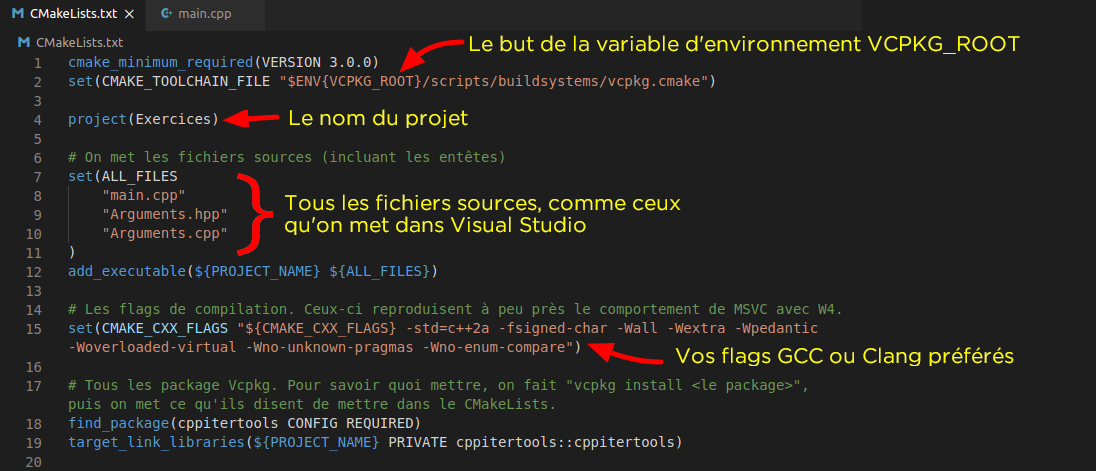 CMakeLists.txt × main.cpp
CMakeLists.txt
Le but de la variable d'environnement VCPKG_ROOT
1 cmake_minimum_required(VERSION 3.0.0)
2 set(CMAKE_TOOLCHAIN_FILE "$ENV{VCPKG_ROOT}/scripts/buildsystems/vcpkg.cmake")
3
4 project(Exercices) Le nom du projet
5
6 # On met les fichiers sources (incluant les entêtes)
7 set(ALL_FILES
8 "main.cpp"
9 "Arguments.hpp"
10 "Arguments.cpp"
11 )
Tous les fichiers sources, comme ceux
qu'on met dans Visual Studio
12 add_executable(${PROJECT_NAME} ${ALL_FILES})
13
14 # Les flags de compilation. Ceux-ci reproduisent à peu près le comportement de MSVC avec W4.
15 set(CMAKE_CXX_FLAGS "${CMAKE_CXX_FLAGS} -std=c++2a -fsigned-char -Wall -Wextra -Wpedantic
-Woverloaded-virtual -Wno-unknown-pragmas -Wno-enum-compare")
Vos flags GCC ou Clang préférés
16
17 # Tous les package Vcpkg. Pour savoir quoi mettre, on fait "vcpkg install <le package>",
puis on met ce qu'ils disent de mettre dans le CMakeLists.
18 find_package(cppitertools CONFIG REQUIRED)
19 target_link_libraries(${PROJECT_NAME} PRIVATE cppitertools::cppitertools)
20